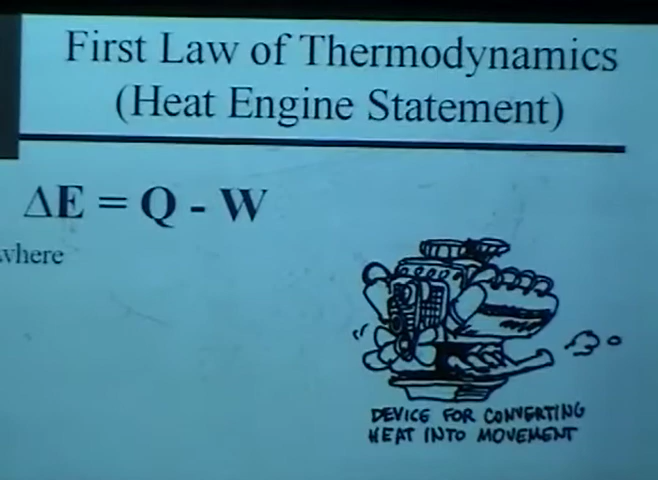 First Law of Thermodynamics
(Heat Engine Statement)
ΔE = Q - W
where
DEVICE FOR CONVERTING
HEAT INTO MOVEMENT